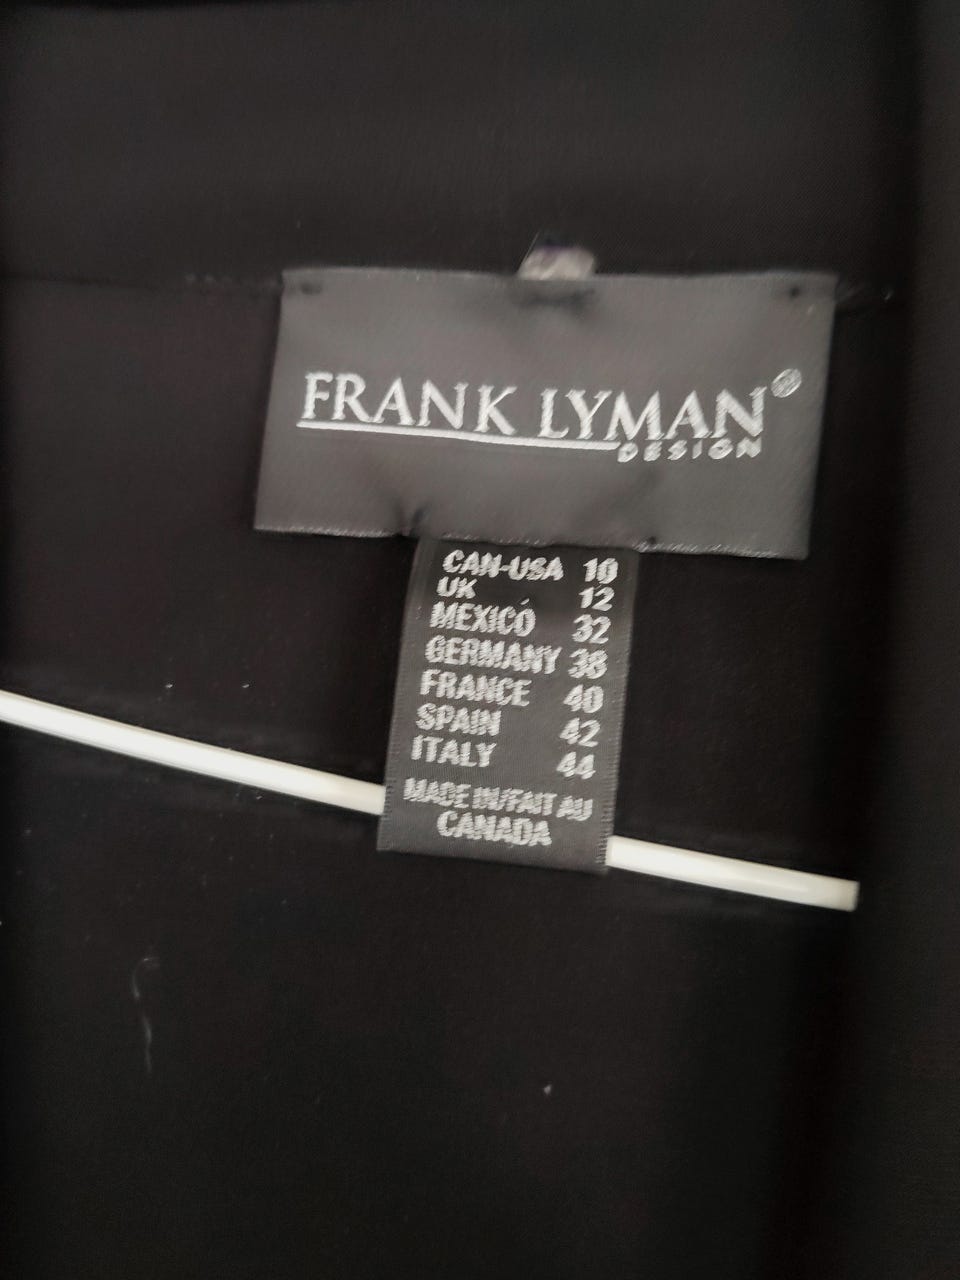 FRANK LYMAN®
DESIGN
CAN-USA 10
UK 12
MEXICO 32
GERMANY 38
FRANCE 40
SPAIN 42
ITALY 44
MADE IN/FAIT AU
CANADA